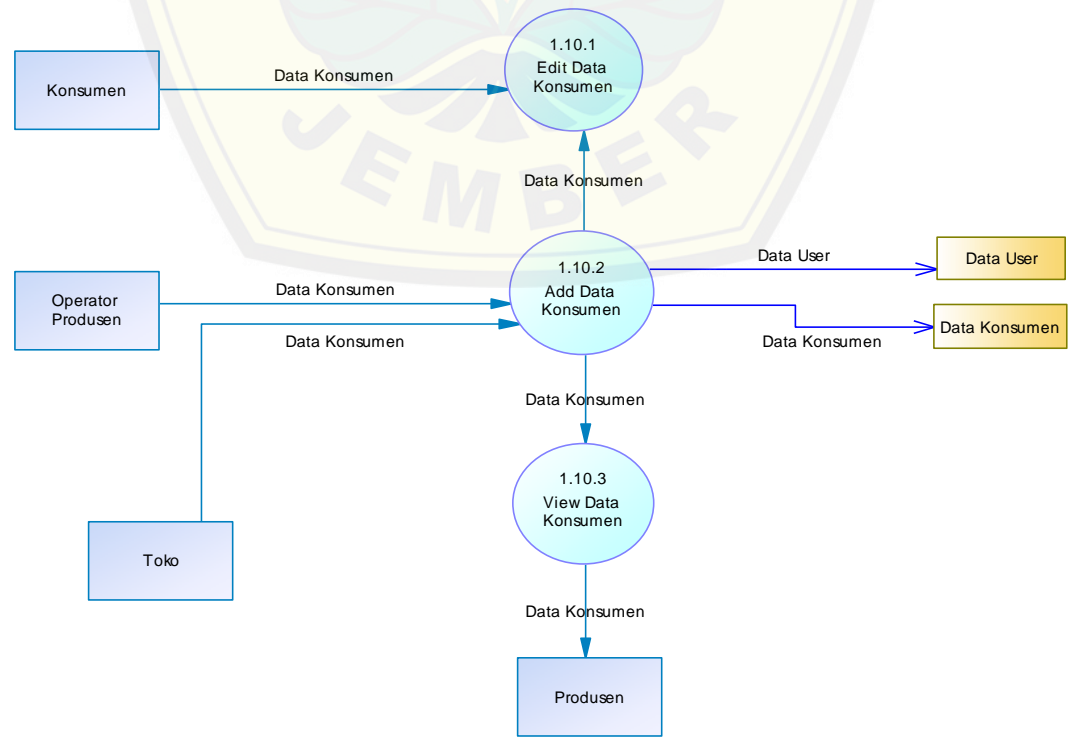 1.10.1
Edit Data
Konsumen
Konsumen
Data Konsumen
JEMBER
Data Konsumen
1.10.2
Add Data
Konsumen
Operator
Produsen
Data Konsumen
Data Konsumen
Data User
Data User
Data Konsumen
Data Konsumen
Data Konsumen
1.10.3
View Data
Konsumen
Toko
Data Konsumen
Produsen